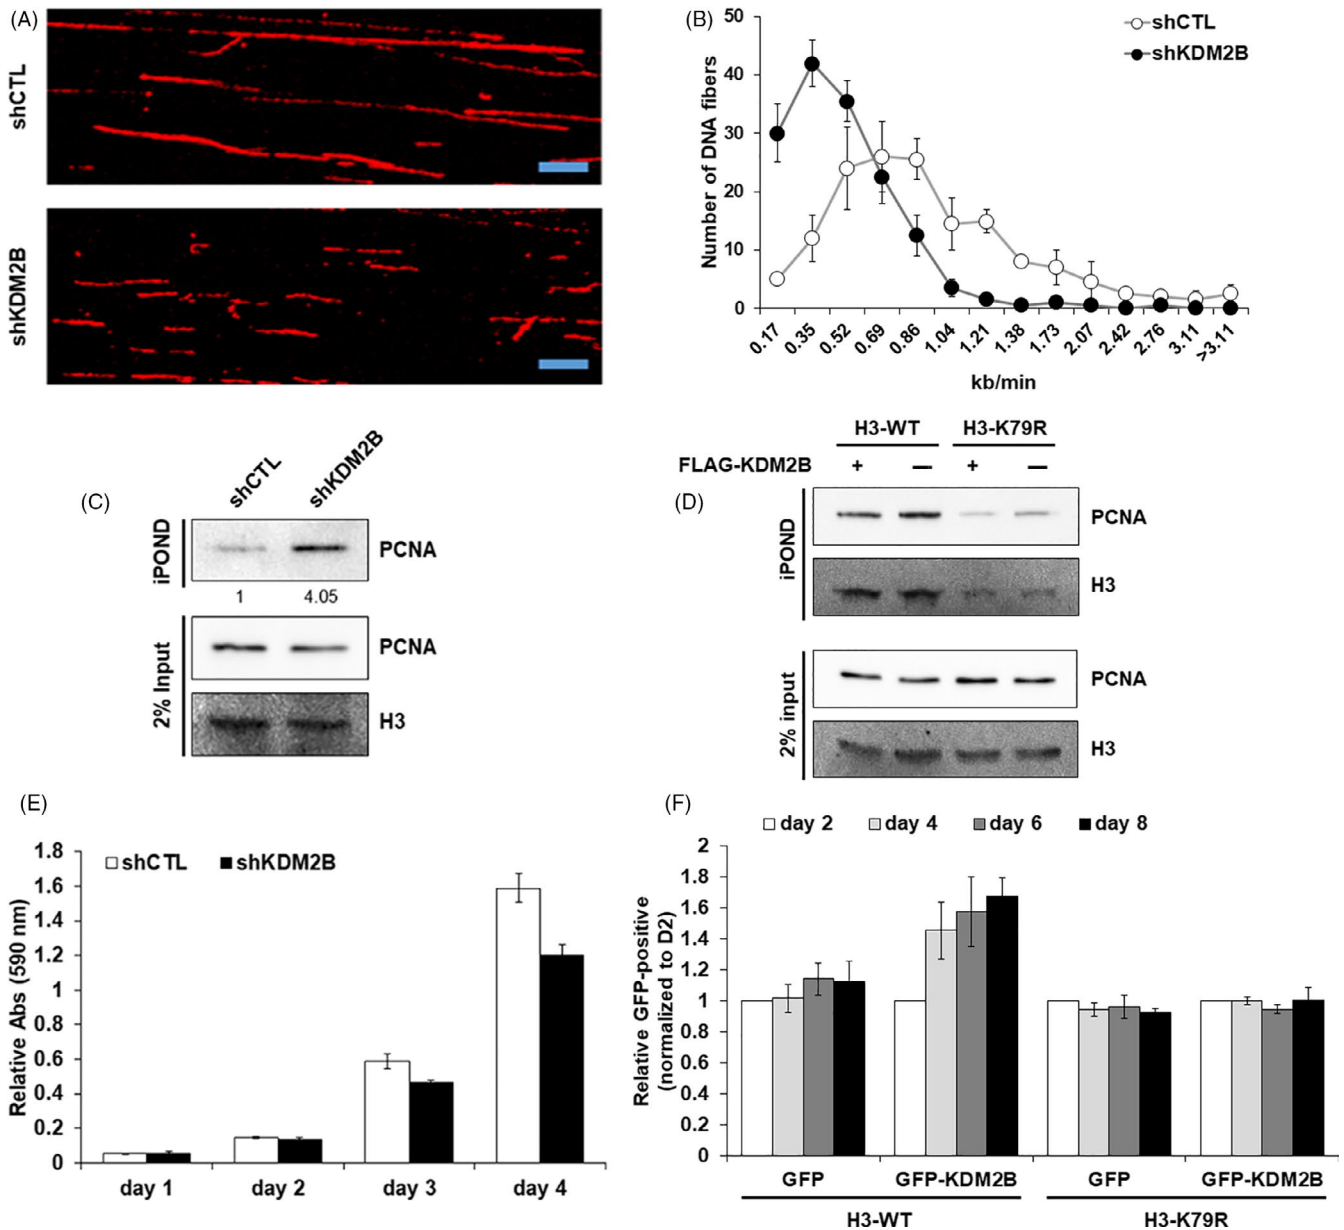 (A)
shCTL
shKDM2B
(B)
Number of DNA fibers
50
40
30
20
10
0
shCTL
shKDM2B
0.17 0.35 0.52 0.69 0.86 1.04 1.21 1.38 1.73 2.07 2.42 2.76 3.11 >3.11
kb/min
(C)
shCTL shKDM2B
iPOND
PCNA
1 4.05
2% Input
PCNA
H3
(D)
H3-WT H3-K79R
FLAG-KDM2B + — + —
iPOND
PCNA
H3
2% input
PCNA
H3
(E)
Relative Abs (590 nm)
1.8
1.6
1.4
1.2
1
0.8
0.6
0.4
0.2
0
shCTL shKDM2B
day 1 day 2 day 3 day 4
(F)
day 2 day 4 day 6 day 8
Relative GFP-positive
(normalized to D2)
2
1.8
1.6
1.4
1.2
1
0.8
0.6
0.4
0.2
0
GFP GFP-KDM2B GFP GFP-KDM2B
H3-WT H3-K79R